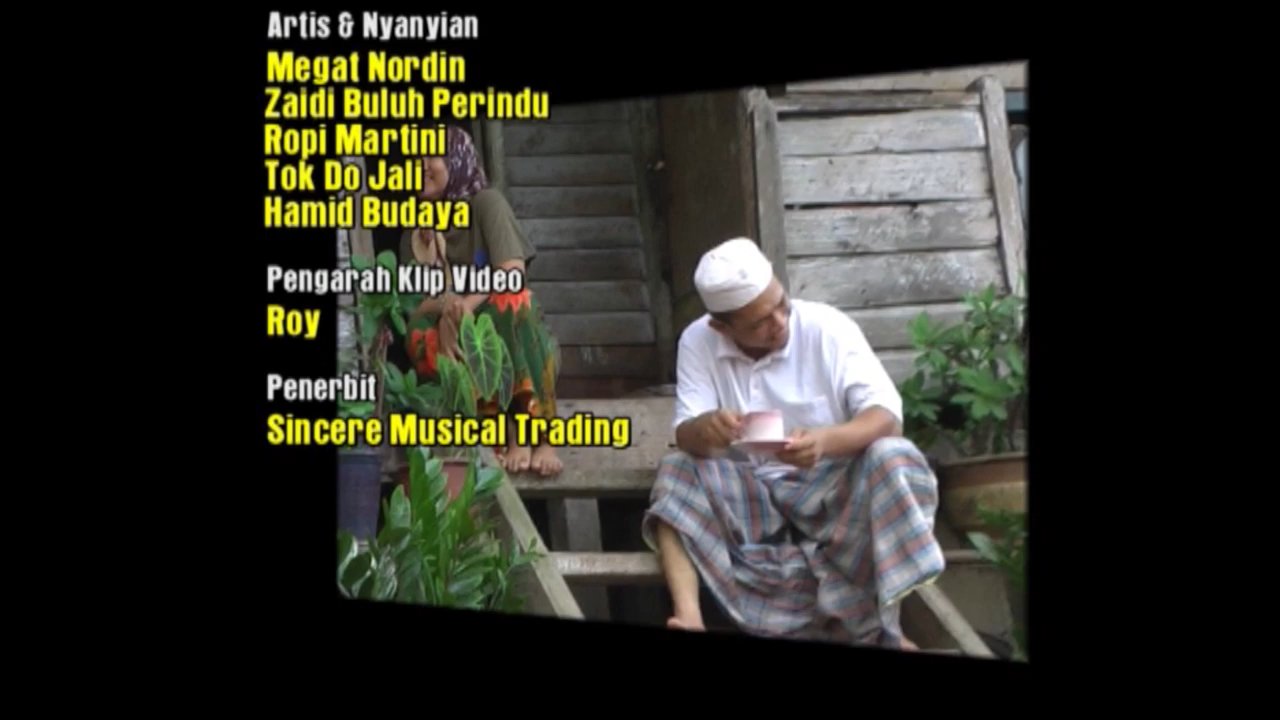 Artis & Nyanyian
Megat Nordin
Zaidi Buluh Perindu
Ropi Martini
Tok Do Jali
Hamid Budaya
Pengarah Klip Video
Roy
Penerbit
Sincere Musical Trading